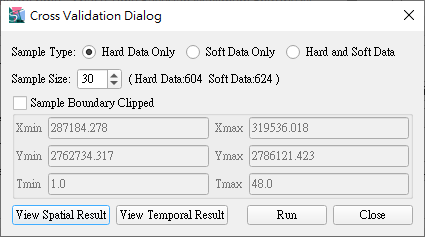 Cross Validation Dialog
Sample Type: Hard Data Only Soft Data Only Hard and Soft Data
Sample Size: 30 ( Hard Data:604 Soft Data:624 )
Sample Boundary Clipped
Xmin 287184.278 Xmax 319536.018
Ymin 2762734.317 Ymax 2786121.423
Tmin 1.0 Tmax 48.0
View Spatial Result View Temporal Result Run Close